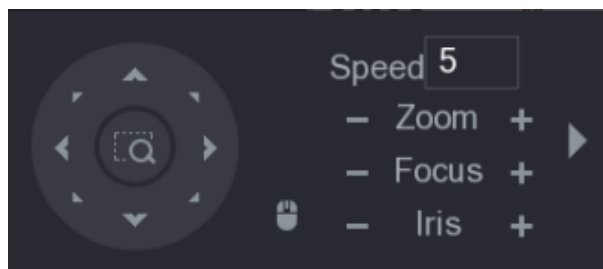 Speed 5
– Zoom +
– Focus +
– Iris +